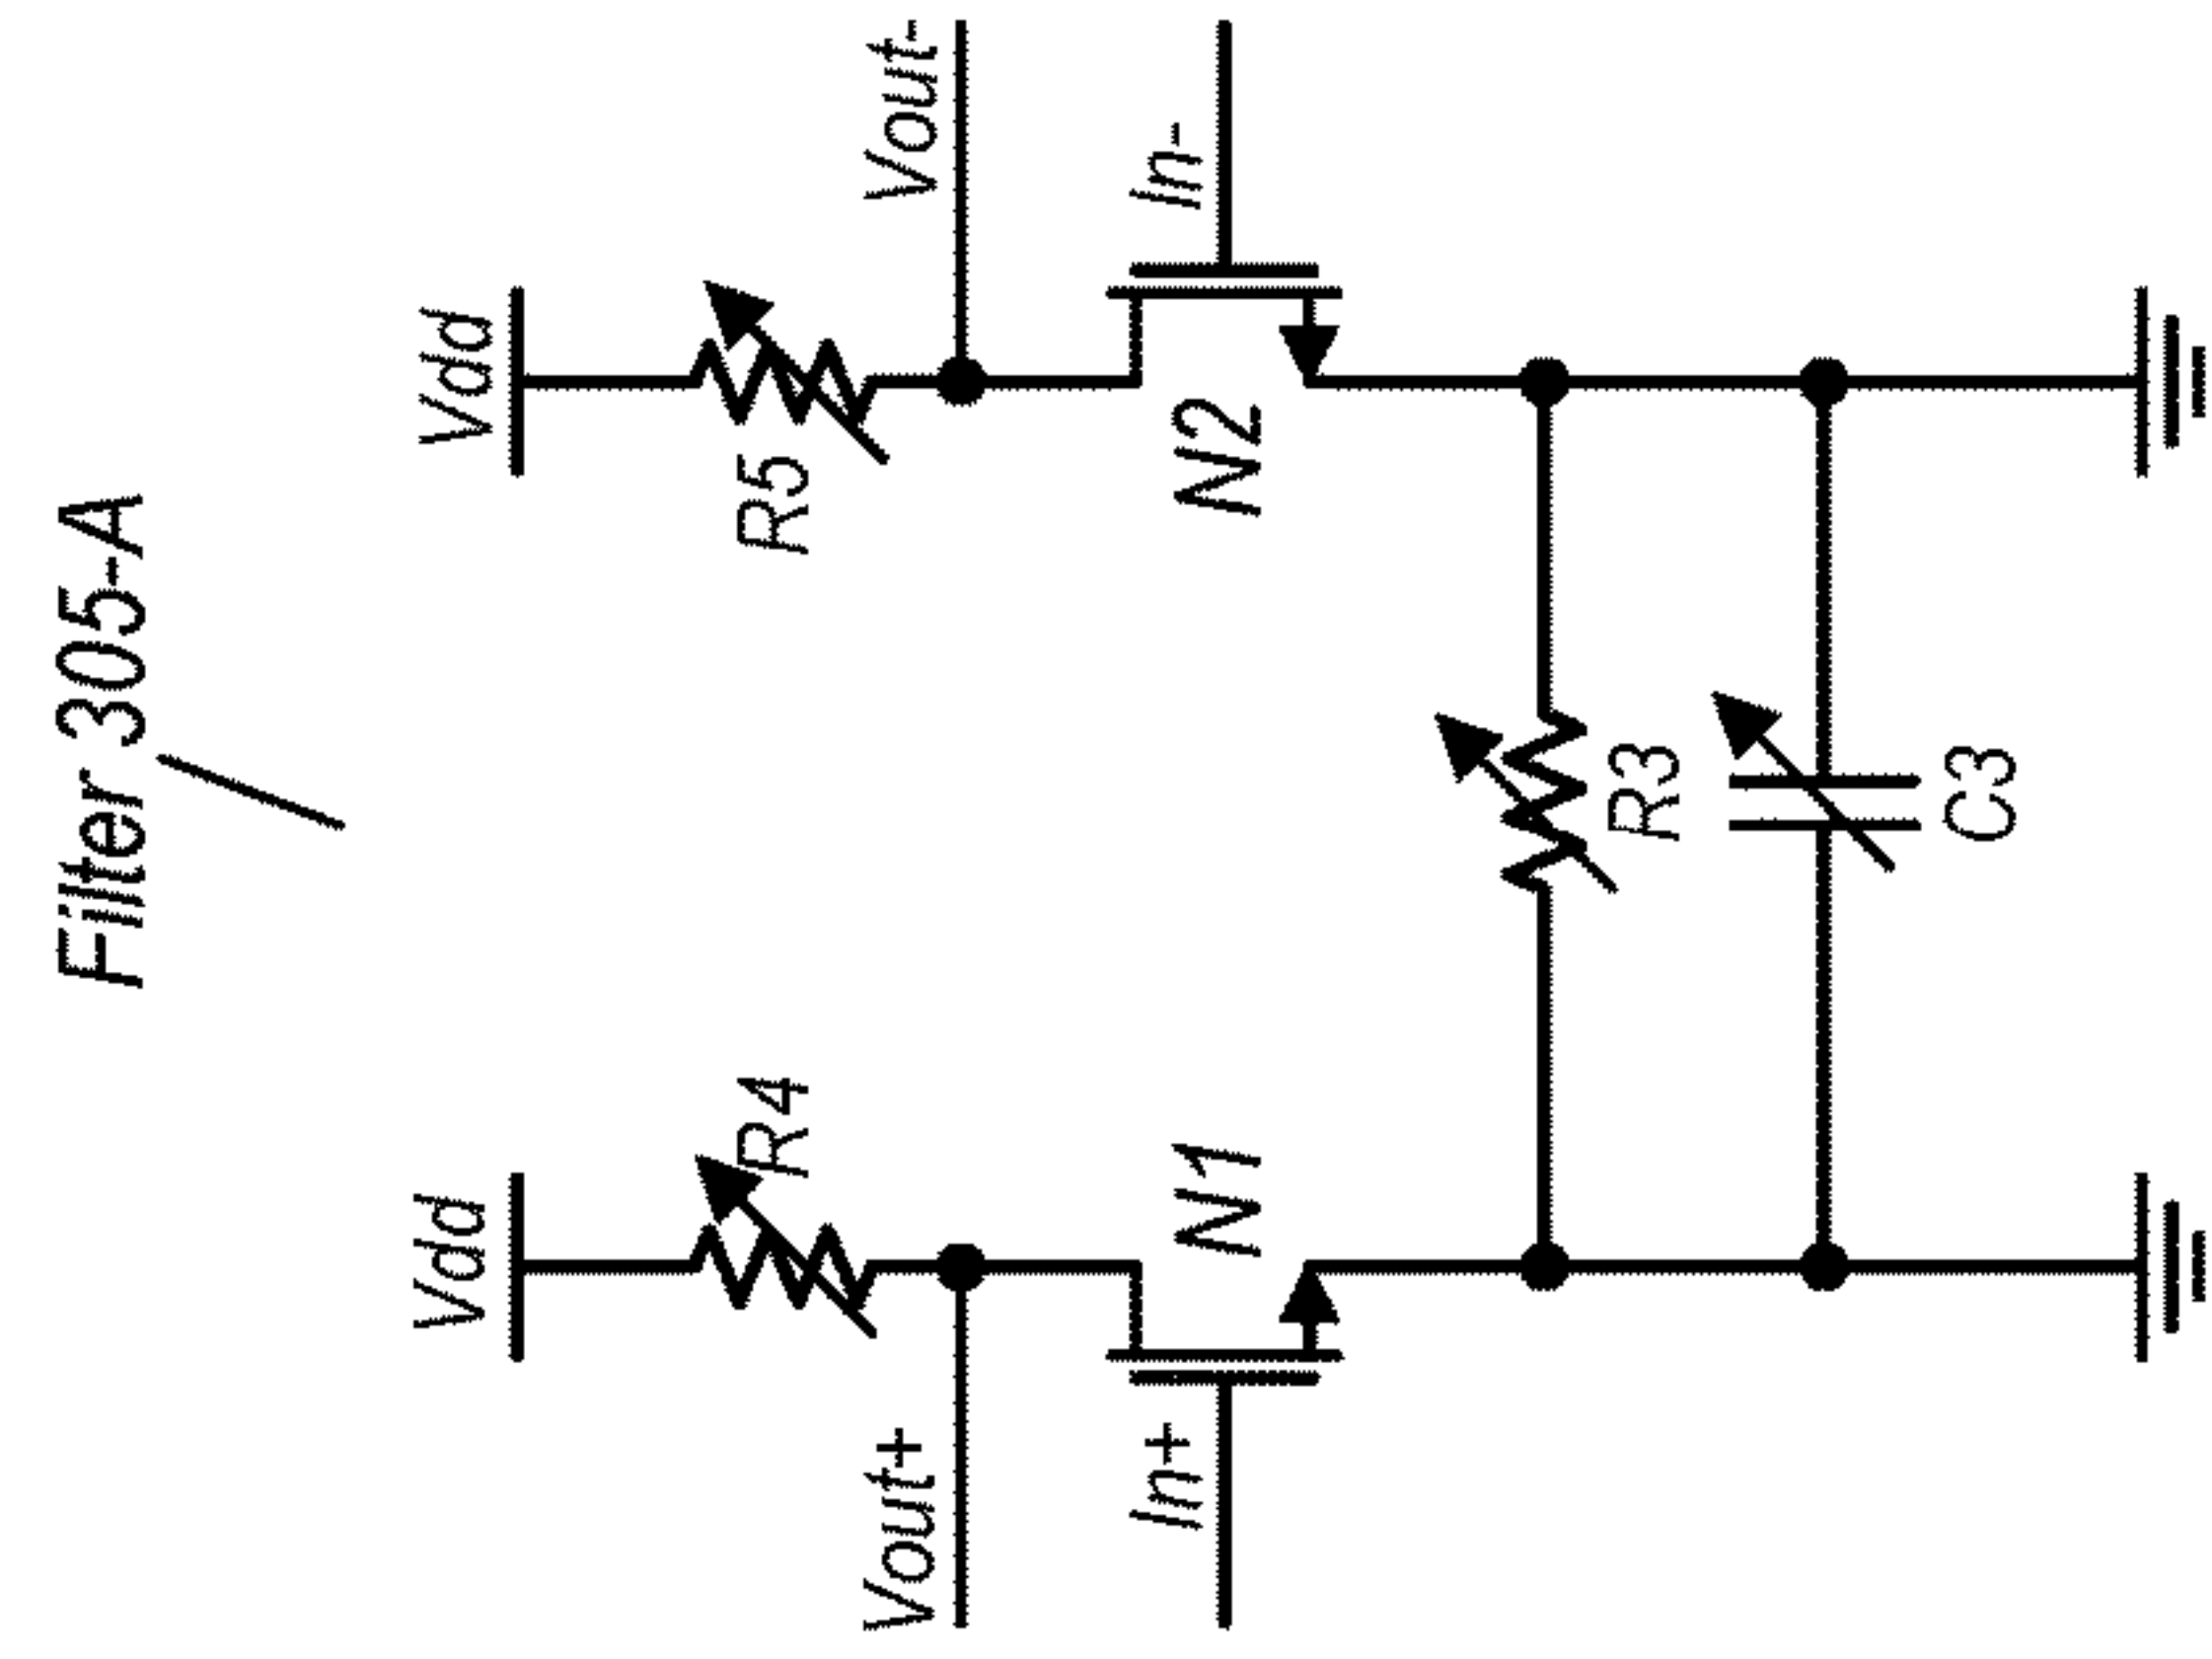 Filter 305-A
Vdd
Vdd
R4
R5
Vout+
Vout-
In+
In-
N1
N2
R3
C3